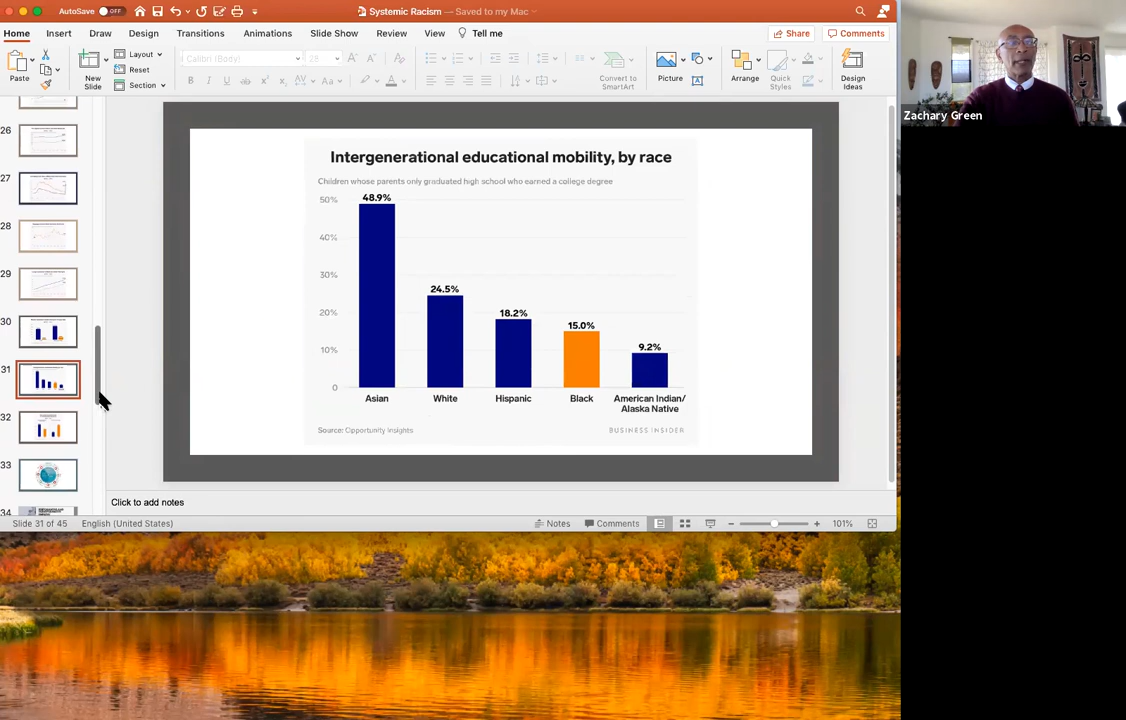 AutoSave OFF Systemic Racism — Saved to my Mac
Home Insert Draw Design Transitions Animations Slide Show Review View Tell me Share Comments
Paste New Slide Layout Reset Section Calibri (Body) 28 Convert to SmartArt Picture Arrange Quick Styles Design Ideas
Zachary Green
26
27
28
29
30
31
32
33
34
Intergenerational educational mobility, by race
Children whose parents only graduated high school who earned a college degree
50%
40%
30%
20%
10%
0
48.9%
24.5%
18.2%
15.0%
9.2%
Asian White Hispanic Black American Indian/
Alaska Native
Source: Opportunity Insights BUSINESS INSIDER
Click to add notes
Slide 31 of 45 English (United States) Notes Comments 101%